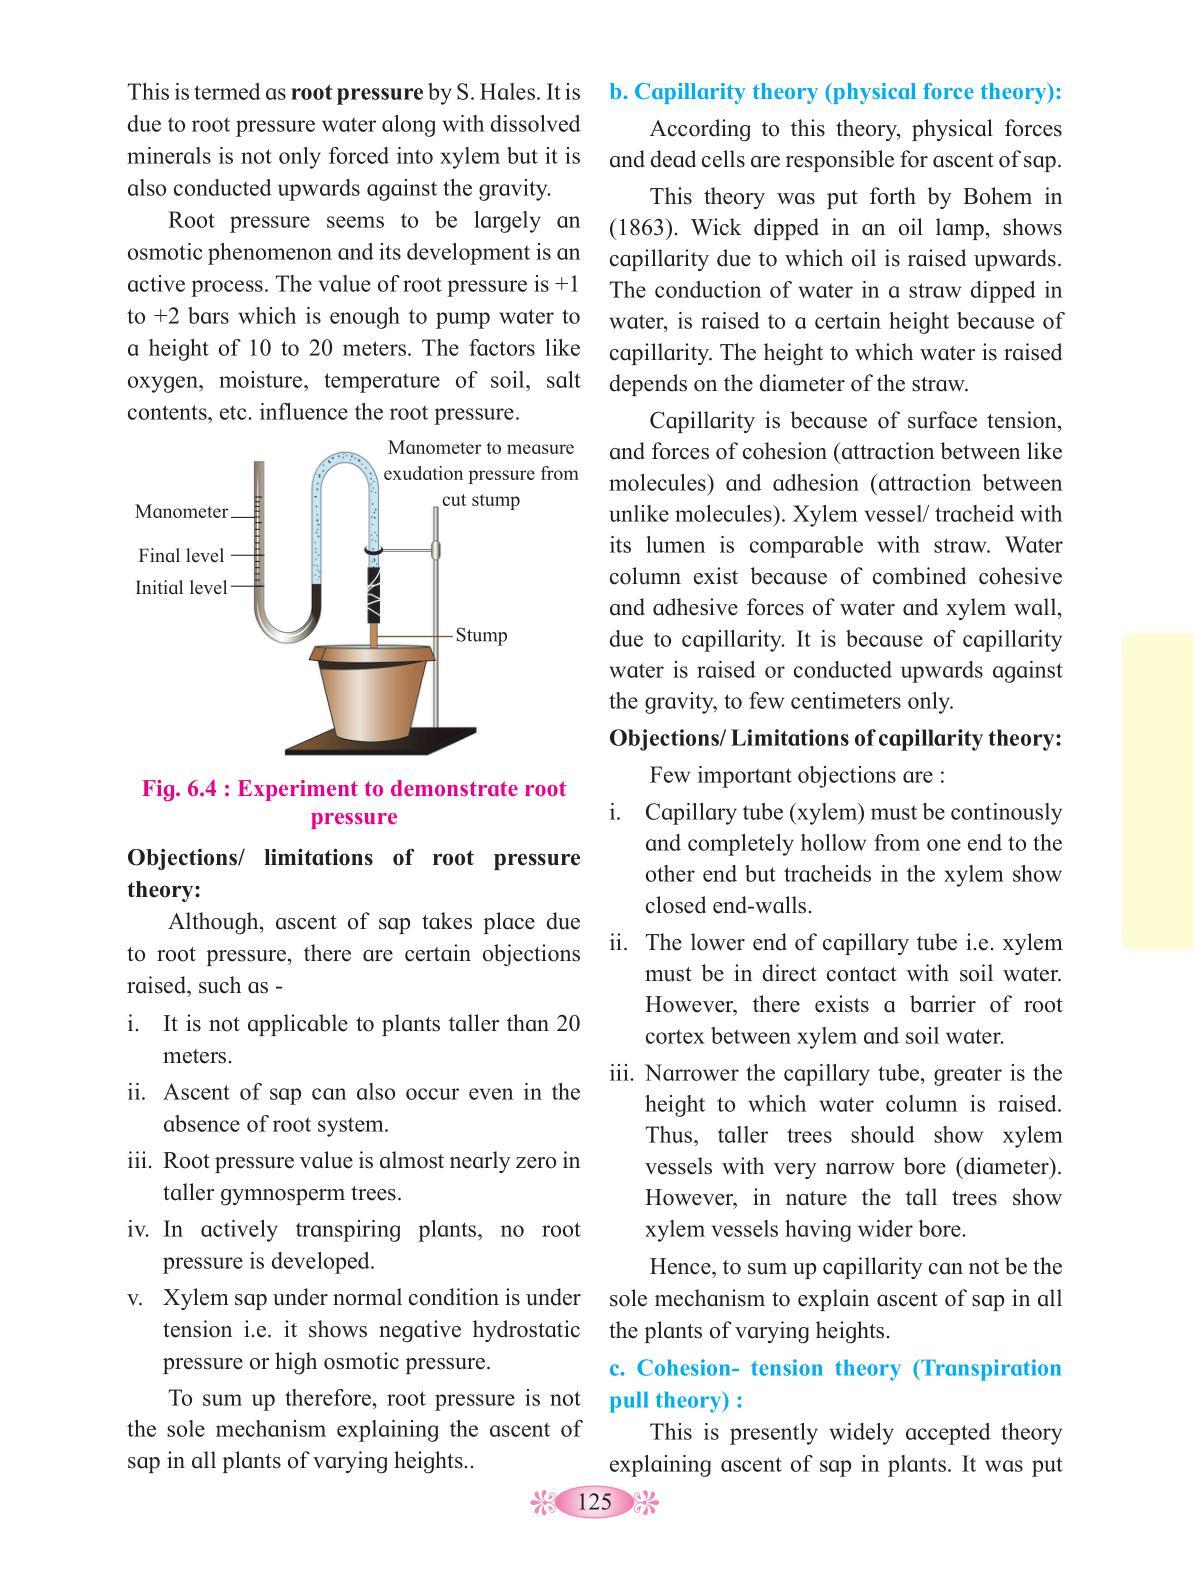 This is termed as root pressure by S. Hales. It is
due to root pressure water along with dissolved
minerals is not only forced into xylem but it is
also conducted upwards against the gravity.
Root pressure seems to be largely an
osmotic phenomenon and its development is an
active process. The value of root pressure is +1
to +2 bars which is enough to pump water to
a height of 10 to 20 meters. The factors like
oxygen, moisture, temperature of soil, salt
contents, etc. influence the root pressure.
Manometer to measure
exudation pressure from
cut stump
Manometer
Final level
Initial level
Stump
Fig. 6.4 : Experiment to demonstrate root
pressure
Objections/ limitations of root pressure
theory:
Although, ascent of sap takes place due
to root pressure, there are certain objections
raised, such as -
i. It is not applicable to plants taller than 20
meters.
ii. Ascent of sap can also occur even in the
absence of root system.
iii. Root pressure value is almost nearly zero in
taller gymnosperm trees.
iv. In actively transpiring plants, no root
pressure is developed.
v. Xylem sap under normal condition is under
tension i.e. it shows negative hydrostatic
pressure or high osmotic pressure.
To sum up therefore, root pressure is not
the sole mechanism explaining the ascent of
sap in all plants of varying heights..
b. Capillarity theory (physical force theory):
According to this theory, physical forces
and dead cells are responsible for ascent of sap.
This theory was put forth by Bohem in
(1863). Wick dipped in an oil lamp, shows
capillarity due to which oil is raised upwards.
The conduction of water in a straw dipped in
water, is raised to a certain height because of
capillarity. The height to which water is raised
depends on the diameter of the straw.
Capillarity is because of surface tension,
and forces of cohesion (attraction between like
molecules) and adhesion (attraction between
unlike molecules). Xylem vessel/ tracheid with
its lumen is comparable with straw. Water
column exist because of combined cohesive
and adhesive forces of water and xylem wall,
due to capillarity. It is because of capillarity
water is raised or conducted upwards against
the gravity, to few centimeters only.
Objections/ Limitations of capillarity theory:
Few important objections are :
i. Capillary tube (xylem) must be continously
and completely hollow from one end to the
other end but tracheids in the xylem show
closed end-walls.
ii. The lower end of capillary tube i.e. xylem
must be in direct contact with soil water.
However, there exists a barrier of root
cortex between xylem and soil water.
iii. Narrower the capillary tube, greater is the
height to which water column is raised.
Thus, taller trees should show xylem
vessels with very narrow bore (diameter).
However, in nature the tall trees show
xylem vessels having wider bore.
Hence, to sum up capillarity can not be the
sole mechanism to explain ascent of sap in all
the plants of varying heights.
c. Cohesion- tension theory (Transpiration
pull theory) :
This is presently widely accepted theory
explaining ascent of sap in plants. It was put
125